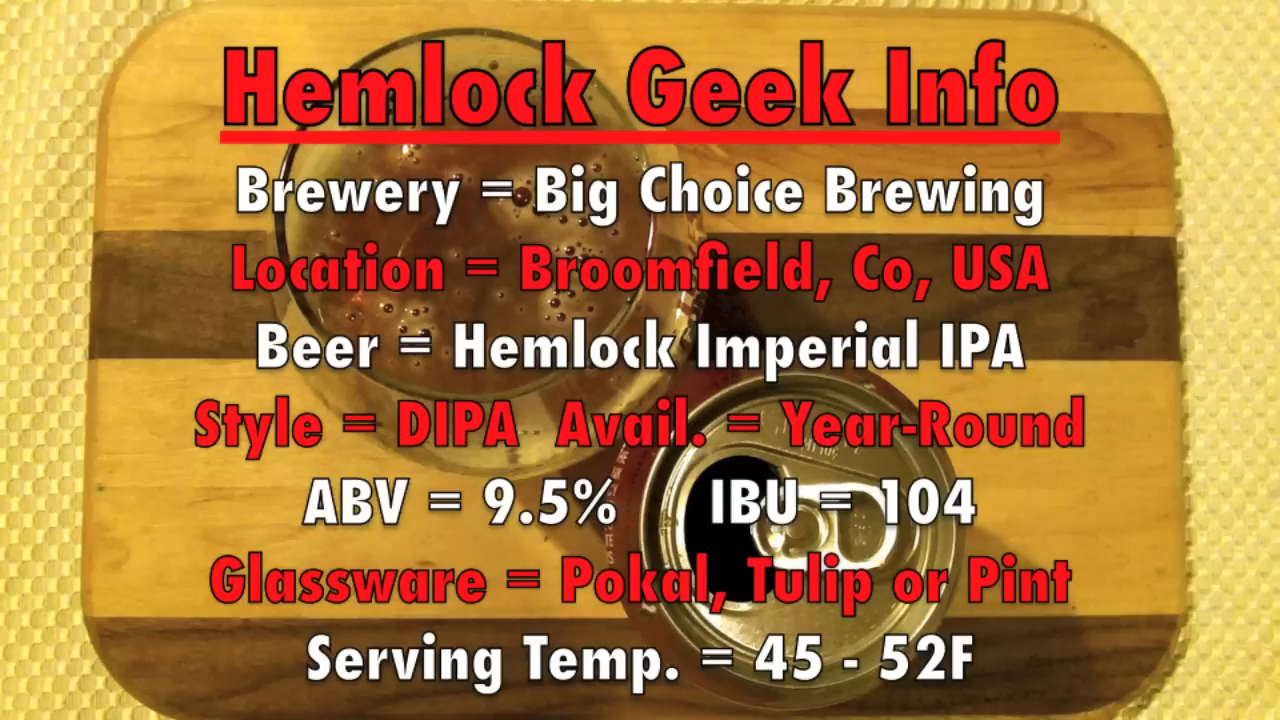 Hemlock Geek Info
Brewery = Big Choice Brewing
Location = Broomfield, Co, USA
Beer = Hemlock Imperial IPA
Style = DIPA  Avail. = Year-Round
ABV = 9.5%  IBU = 104
Glassware = Pokal, Tulip or Pint
Serving Temp. = 45 - 52F